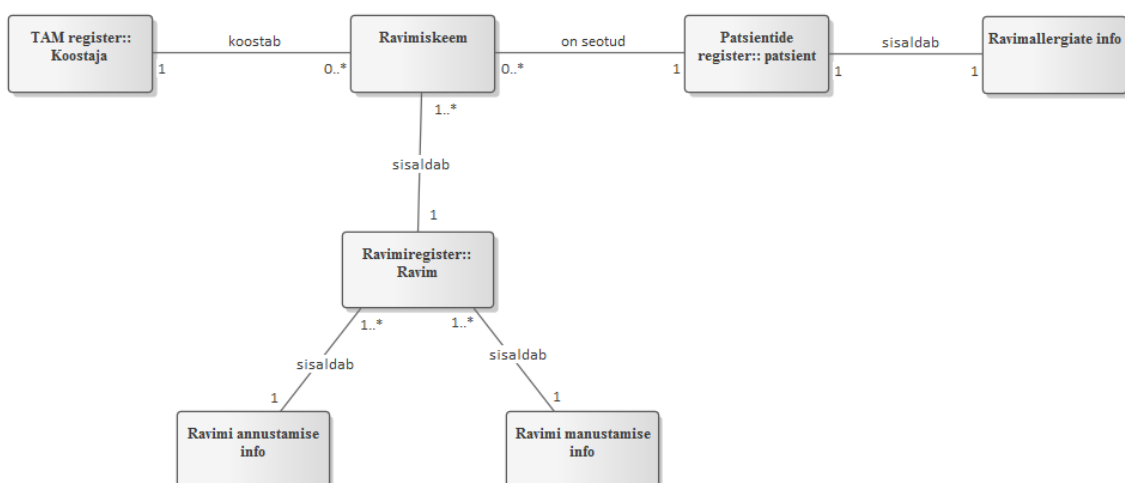 TAM register::
Koostaja
koostab
1
0..*
Ravimiskeem
on seotud
0..*
1
Patsientide
register:: patsient
sisaldab
1
1
Ravimallergiate info
1..*
sisaldab
1
Ravimiregister::
Ravim
1..*
1..*
sisaldab
sisaldab
1
1
Ravimi annustamise
info
Ravimi manustamise
info